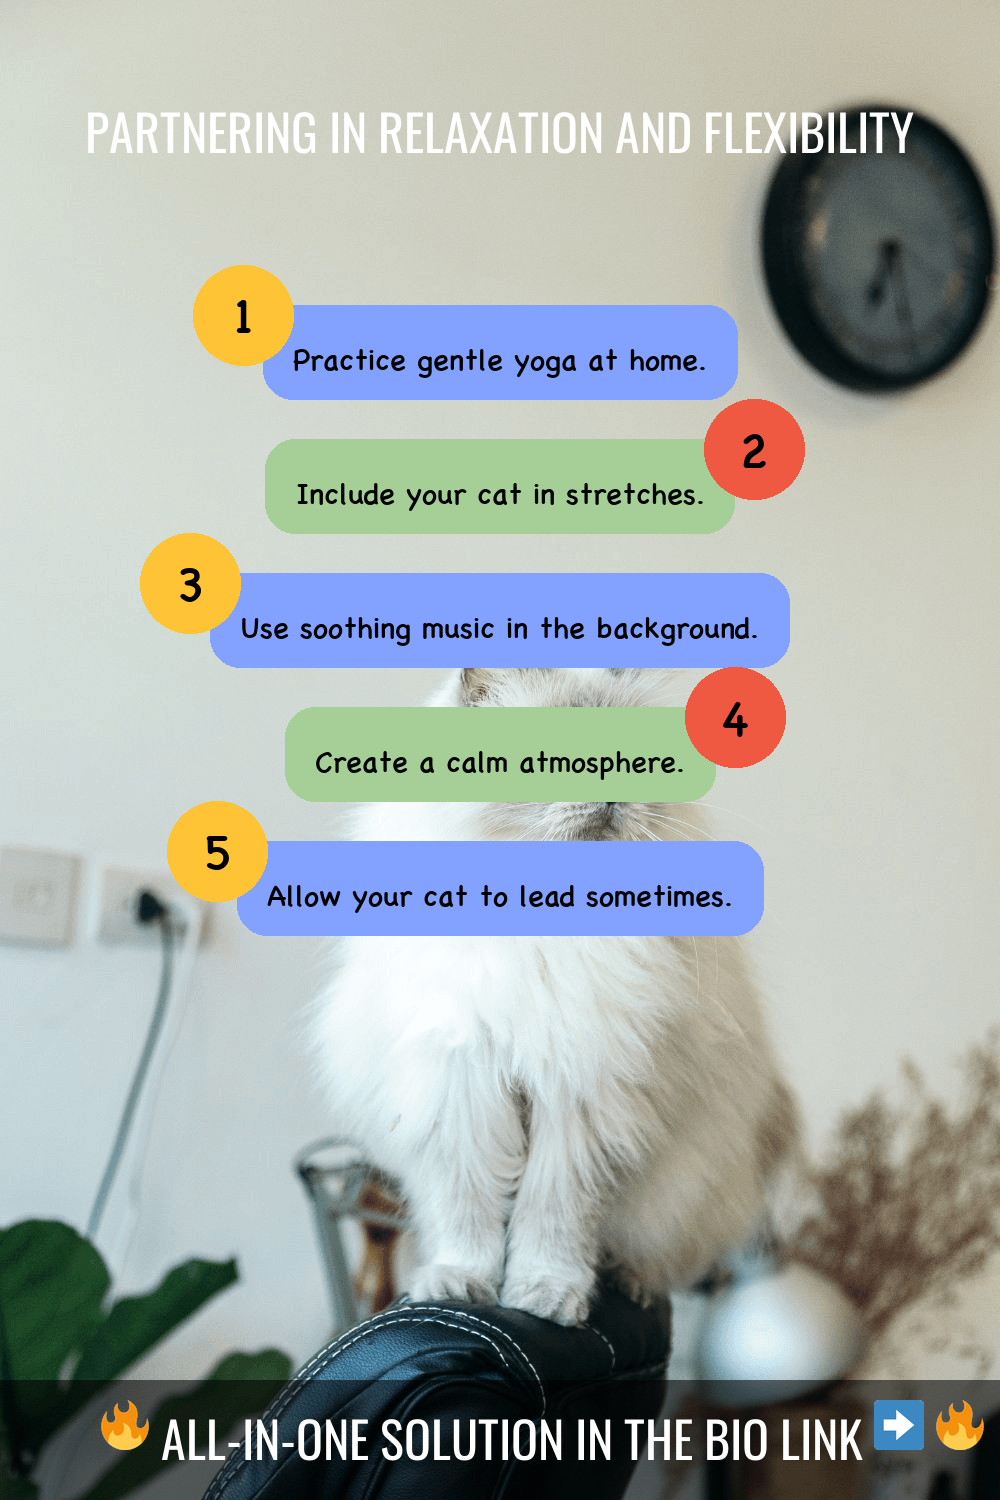 PARTNERING IN RELAXATION AND FLEXIBILITY
1
Practice gentle yoga at home.
2
Include your cat in stretches.
3
Use soothing music in the background.
4
Create a calm atmosphere.
5
Allow your cat to lead sometimes.
🔥 ALL-IN-ONE SOLUTION IN THE BIO LINK ➡️ 🔥